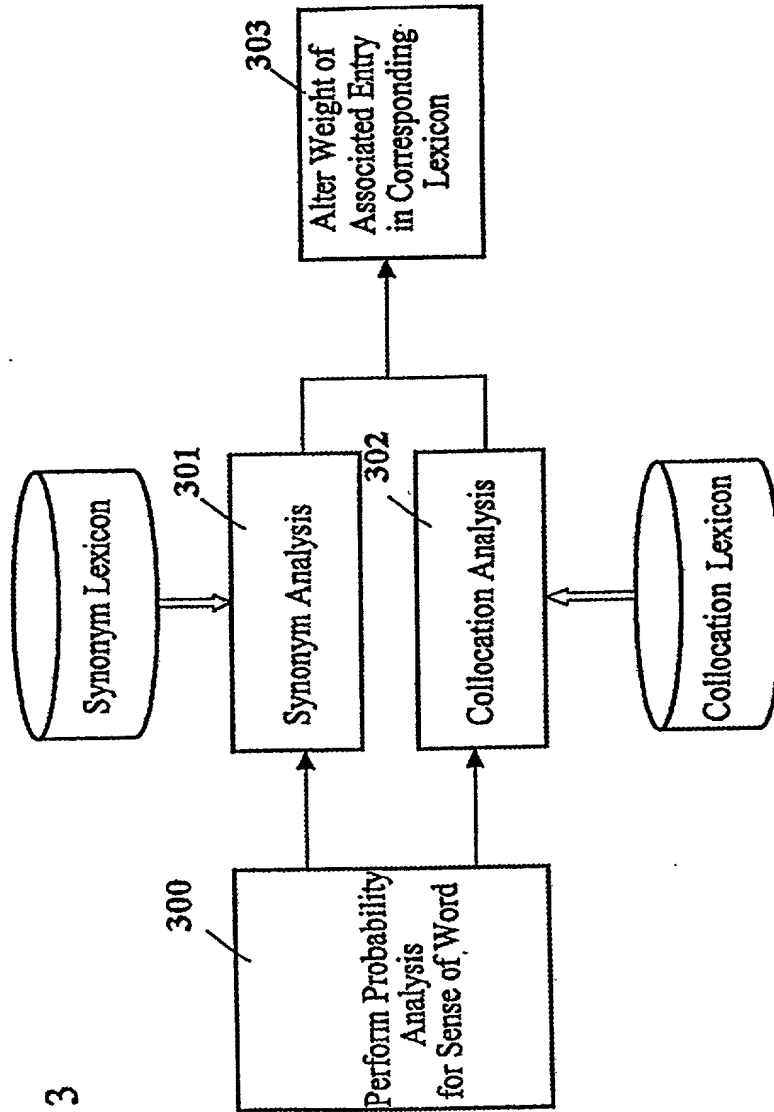 3
300
Perform Probability
Analysis
for Sense of Word
Synonym Lexicon
301
Synonym Analysis
302
Collocation Analysis
Collocation Lexicon
303
Alter Weight of
Associated Entry
in Corresponding
Lexicon